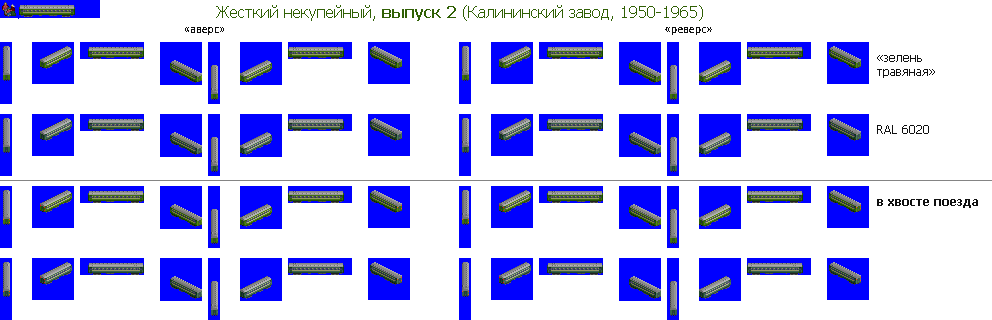 Жесткий некупейный, выпуск 2 (Калининский завод, 1950-1965)
«аверс»
«реверс»
«зелень
травяная»
RAL 6020
в хвосте поезда